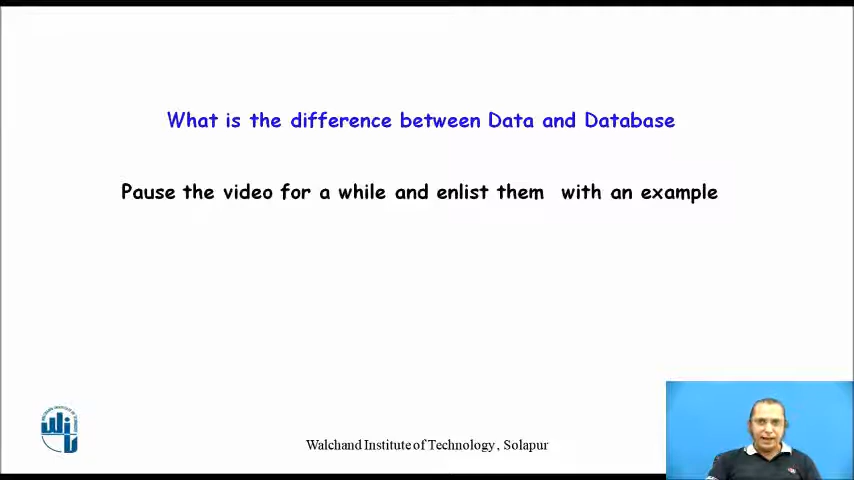 What is the difference between Data and Database
Pause the video for a while and enlist them with an example
Walchand Institute of Technology, Solapur